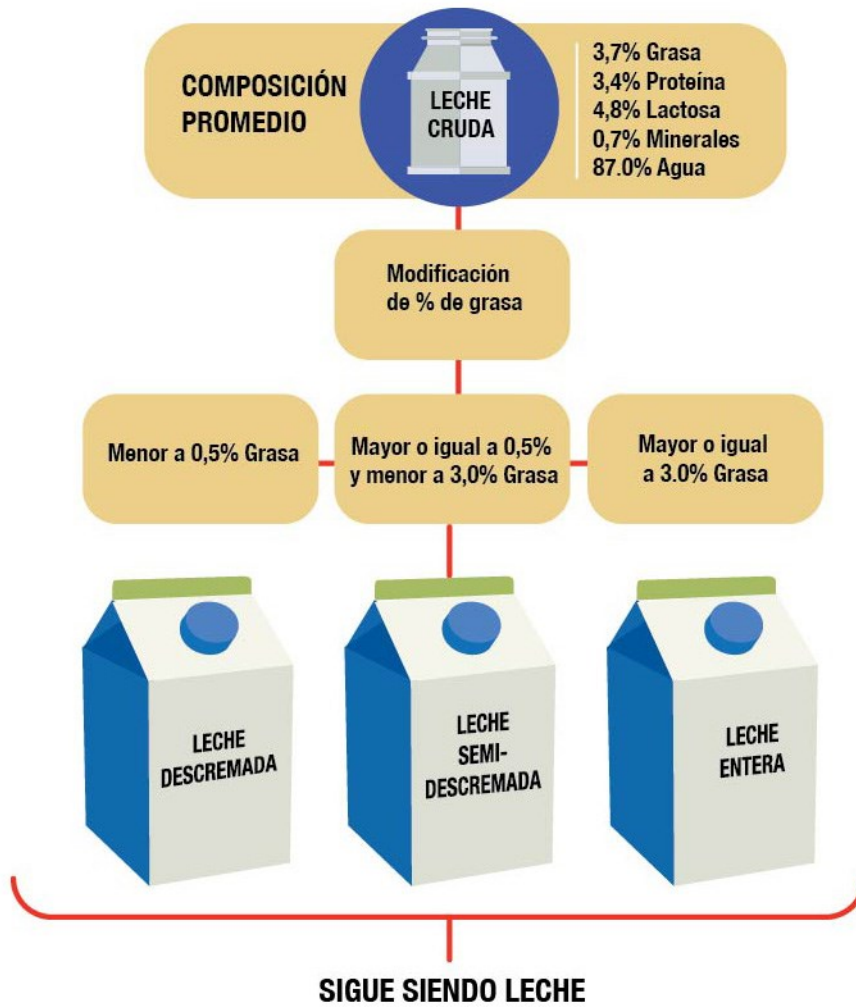 COMPOSICIÓN
PROMEDIO
LECHE
CRUDA
3,7% Grasa
3,4% Proteína
4,8% Lactosa
0,7% Minerales
87.0% Agua
Modificación
de % de grasa
Menor a 0,5% Grasa
Mayor o igual a 0,5%
y menor a 3,0% Grasa
Mayor o igual
a 3.0% Grasa
LECHE
DESCREMADA
LECHE
SEMI-
DESCREMADA
LECHE
ENTERA
SIGUE SIENDO LECHE